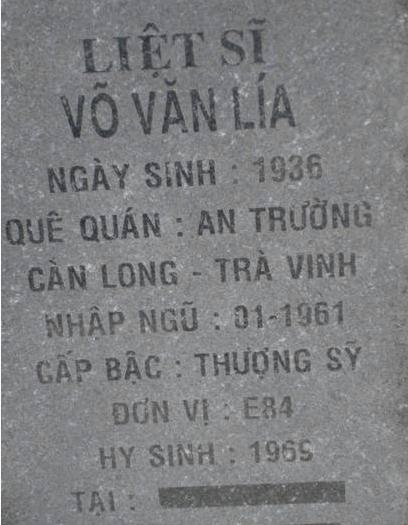 LIỆT SĨ
VÕ VĂN LÍA
NGÀY SINH : 1936
QUÊ QUÁN : AN TRƯỜNG
CÀN LONG - TRÀ VINH
NHẬP NGŨ : 01-1961
CẤP BẬC : THƯỢNG SỸ
ĐƠN VỊ : E84
HY SINH : 1969
TẠI :